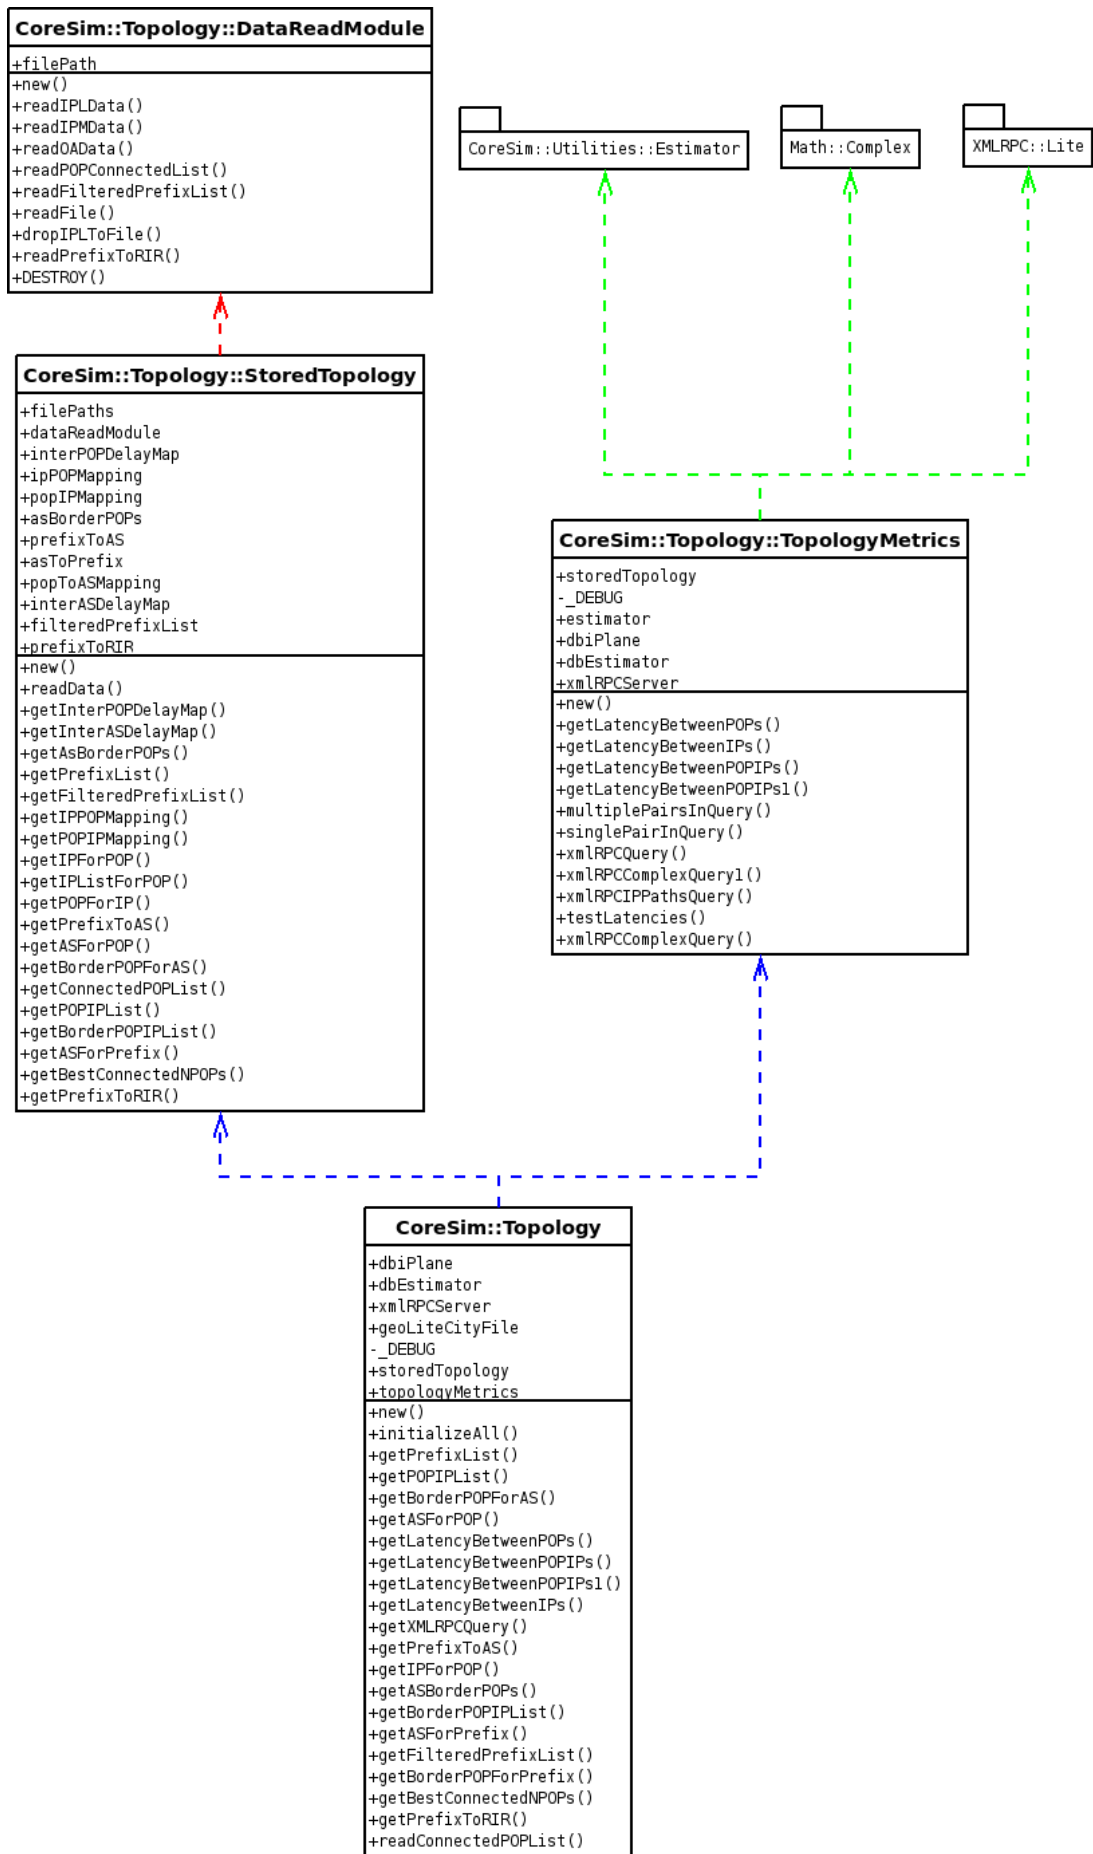 CoreSim::Topology::DataReadModule
+filePath
+new()
+readIPLData()
+readIPMData()
+readOAData()
+readPOPConnectedList()
+readFilteredPrefixList()
+readFile()
+dropIPLToFile()
+readPrefixToRIR()
+DESTROY()
CoreSim::Utilities::Estimator
Math::Complex
XMLRPC::Lite
CoreSim::Topology::StoredTopology
+filePaths
+dataReadModule
+interPOPDelayMap
+ipPOPMapping
+popIPMapping
+asBorderPOPs
+prefixToAS
+asToPrefix
+popToASMapping
+interASDelayMap
+filteredPrefixList
+prefixToRIR
+new()
+readData()
+getInterPOPDelayMap()
+getInterASDelayMap()
+getAsBorderPOPs()
+getPrefixList()
+getFilteredPrefixList()
+getIPPOPMapping()
+getPOPIPMapping()
+getIPForPOP()
+getIPListForPOP()
+getPOPForIP()
+getPrefixToAS()
+getASForPOP()
+getBorderPOPForAS()
+getConnectedPOPList()
+getPOPIPList()
+getBorderPOPIPList()
+getASForPrefix()
+getBestConnectedNPOPs()
+getPrefixToRIR()
CoreSim::Topology::TopologyMetrics
+storedTopology
-_DEBUG
+estimator
+dbiPlane
+dbEstimator
+xmlRPCServer
+new()
+getLatencyBetweenPOPs()
+getLatencyBetweenIPs()
+getLatencyBetweenPOPIPs()
+getLatencyBetweenPOPIPs1()
+multiplePairsInQuery()
+singlePairInQuery()
+xmlRPCQuery()
+xmlRPCComplexQuery1()
+xmlRPCIPPathsQuery()
+testLatencies()
+xmlRPCComplexQuery()
CoreSim::Topology
+dbiPlane
+dbEstimator
+xmlRPCServer
+geoLiteCityFile
-_DEBUG
+storedTopology
+topologyMetrics
+new()
+initializeAll()
+getPrefixList()
+getPOPIPList()
+getBorderPOPForAS()
+getASForPOP()
+getLatencyBetweenPOPs()
+getLatencyBetweenPOPIPs()
+getLatencyBetweenPOPIPs1()
+getLatencyBetweenIPs()
+getXMLRPCQuery()
+getPrefixToAS()
+getIPForPOP()
+getASBorderPOPs()
+getBorderPOPIPList()
+getASForPrefix()
+getFilteredPrefixList()
+getBorderPOPForPrefix()
+getBestConnectedNPOPs()
+getPrefixToRIR()
+readConnectedPOPList()